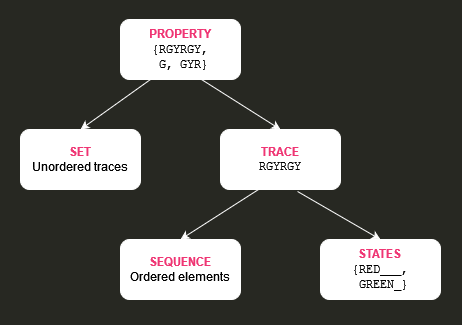 PROPERTY
{RGYRGY,
G, GYR}
SET
Unordered traces
TRACE
RGYRGY
SEQUENCE
Ordered elements
STATES
{RED___,
GREEN_}